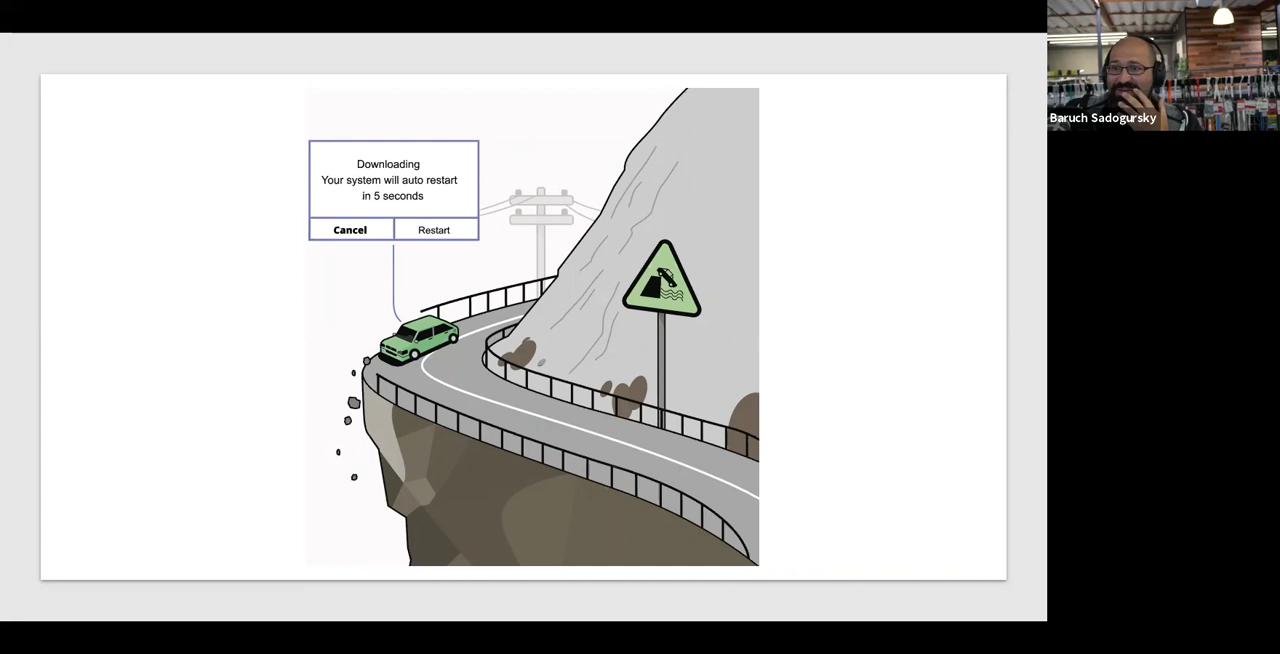 Downloading
Your system will auto restart
in 5 seconds
Cancel
Restart
Baruch Sadogursky